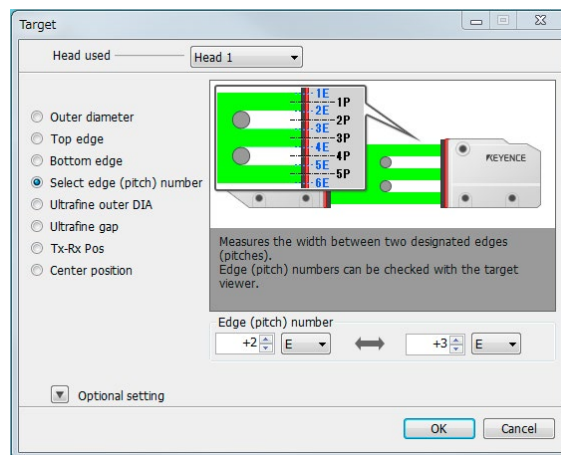 Target
Head used
Head 1
Outer diameter
Top edge
Bottom edge
Select edge (pitch) number
Ultrafine outer DIA
Ultrafine gap
Tx-Rx Pos
Center position
1E
1P
2E
2P
3E
3P
4E
4P
5E
5P
6E
KEYENCE
Measures the width between two designated edges
(pitches).
Edge (pitch) numbers can be checked with the target
viewer.
Edge (pitch) number
+2 E +3 E
Optional setting
OK Cancel